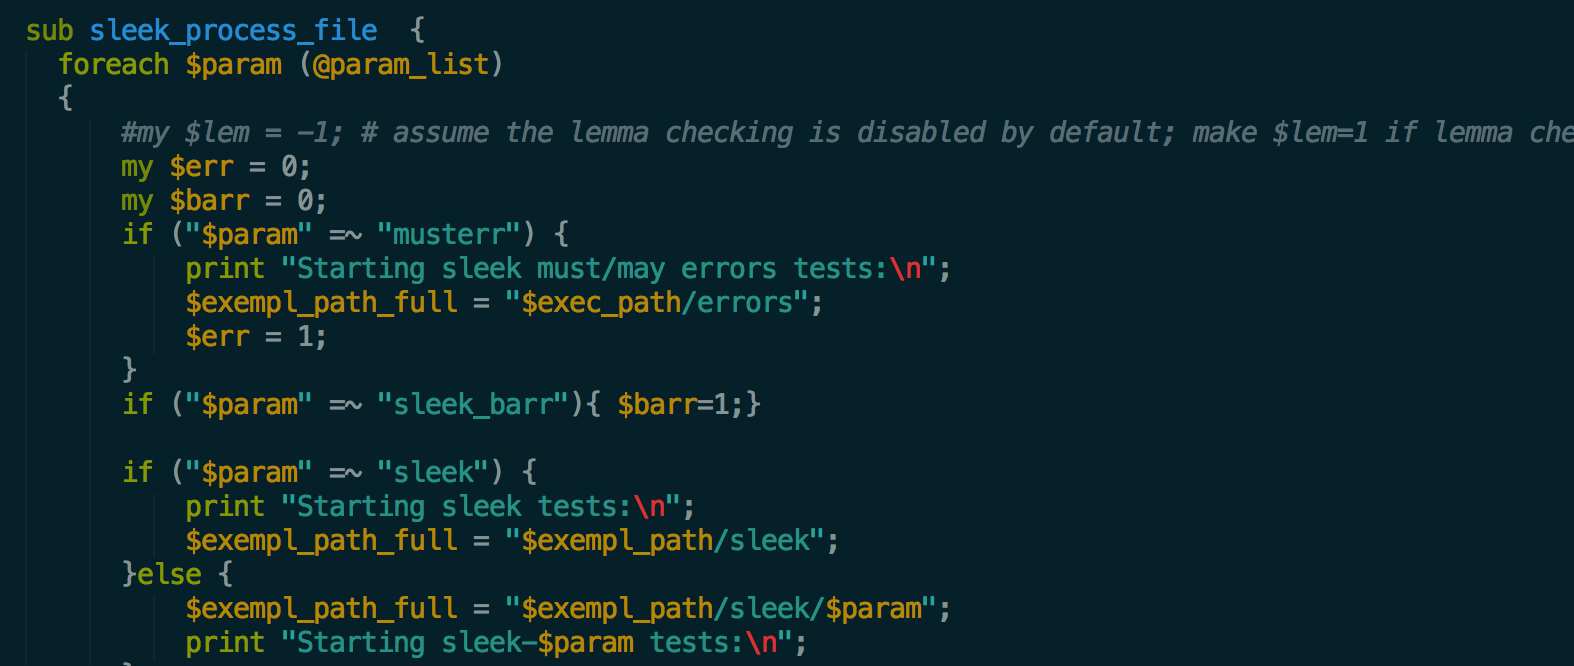 sub sleek_process_file  {
  foreach $param (@param_list)
  {
      #my $lem = -1; # assume the lemma checking is disabled by default; make $lem=1 if lemma
      my $err = 0;
      my $barr = 0;
      if ("$param" =~ "musterr") {
          print "Starting sleek must/may errors tests:\n";
          $exempl_path_full = "$exec_path/errors";
          $err = 1;
      }
      if ("$param" =~ "sleek_barr"){ $barr=1;}

      if ("$param" =~ "sleek") {
          print "Starting sleek tests:\n";
          $exempl_path_full = "$exempl_path/sleek";
      }else {
          $exempl_path_full = "$exempl_path/sleek/$param";
          print "Starting sleek-$param tests:\n";